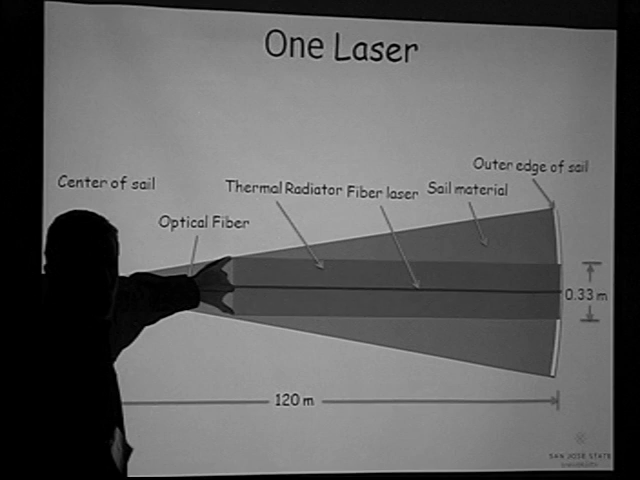 One Laser
Outer edge of sail
Center of sail
Thermal Radiator
Fiber laser
Sail material
Optical Fiber
0.33 m
120 m
SAN JOSE STATE
UNIVERSITY